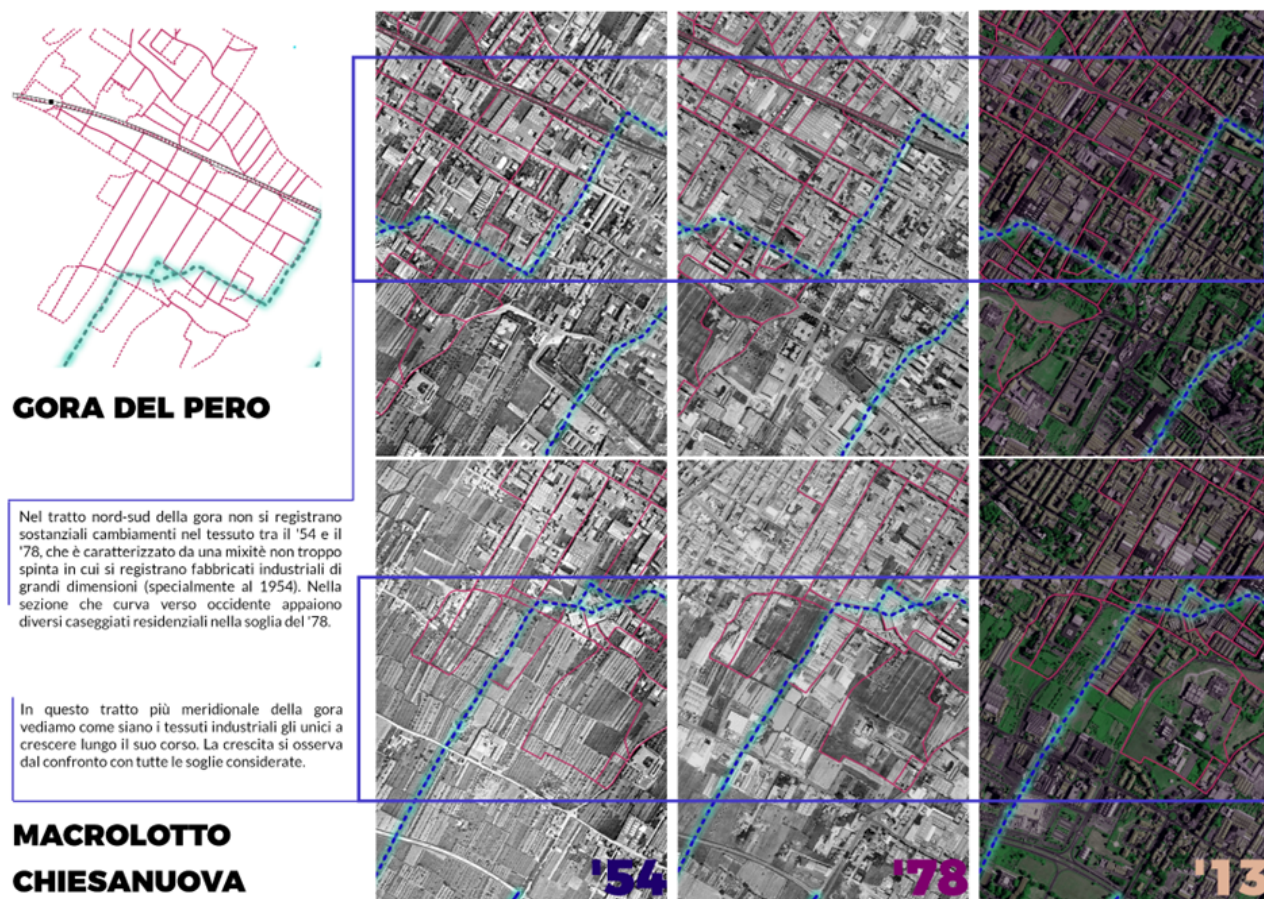 GORA DEL PERO
Nel tratto nord-sud della gora non si registrano
sostanziali cambiamenti nel tessuto tra il '54 e il
'78, che è caratterizzato da una mixitè non troppo
spinta in cui si registrano fabbricati industriali di
grandi dimensioni (specialmente al 1954). Nella
sezione che curva verso occidente appaiono
diversi caseggiati residenziali nella soglia del '78.
In questo tratto più meridionale della gora
vediamo come siano i tessuti industriali gli unici a
crescere lungo il suo corso. La crescita si osserva
dal confronto con tutte le soglie considerate.
MACROLOTTO
CHIESANUOVA
'54
'78
'13